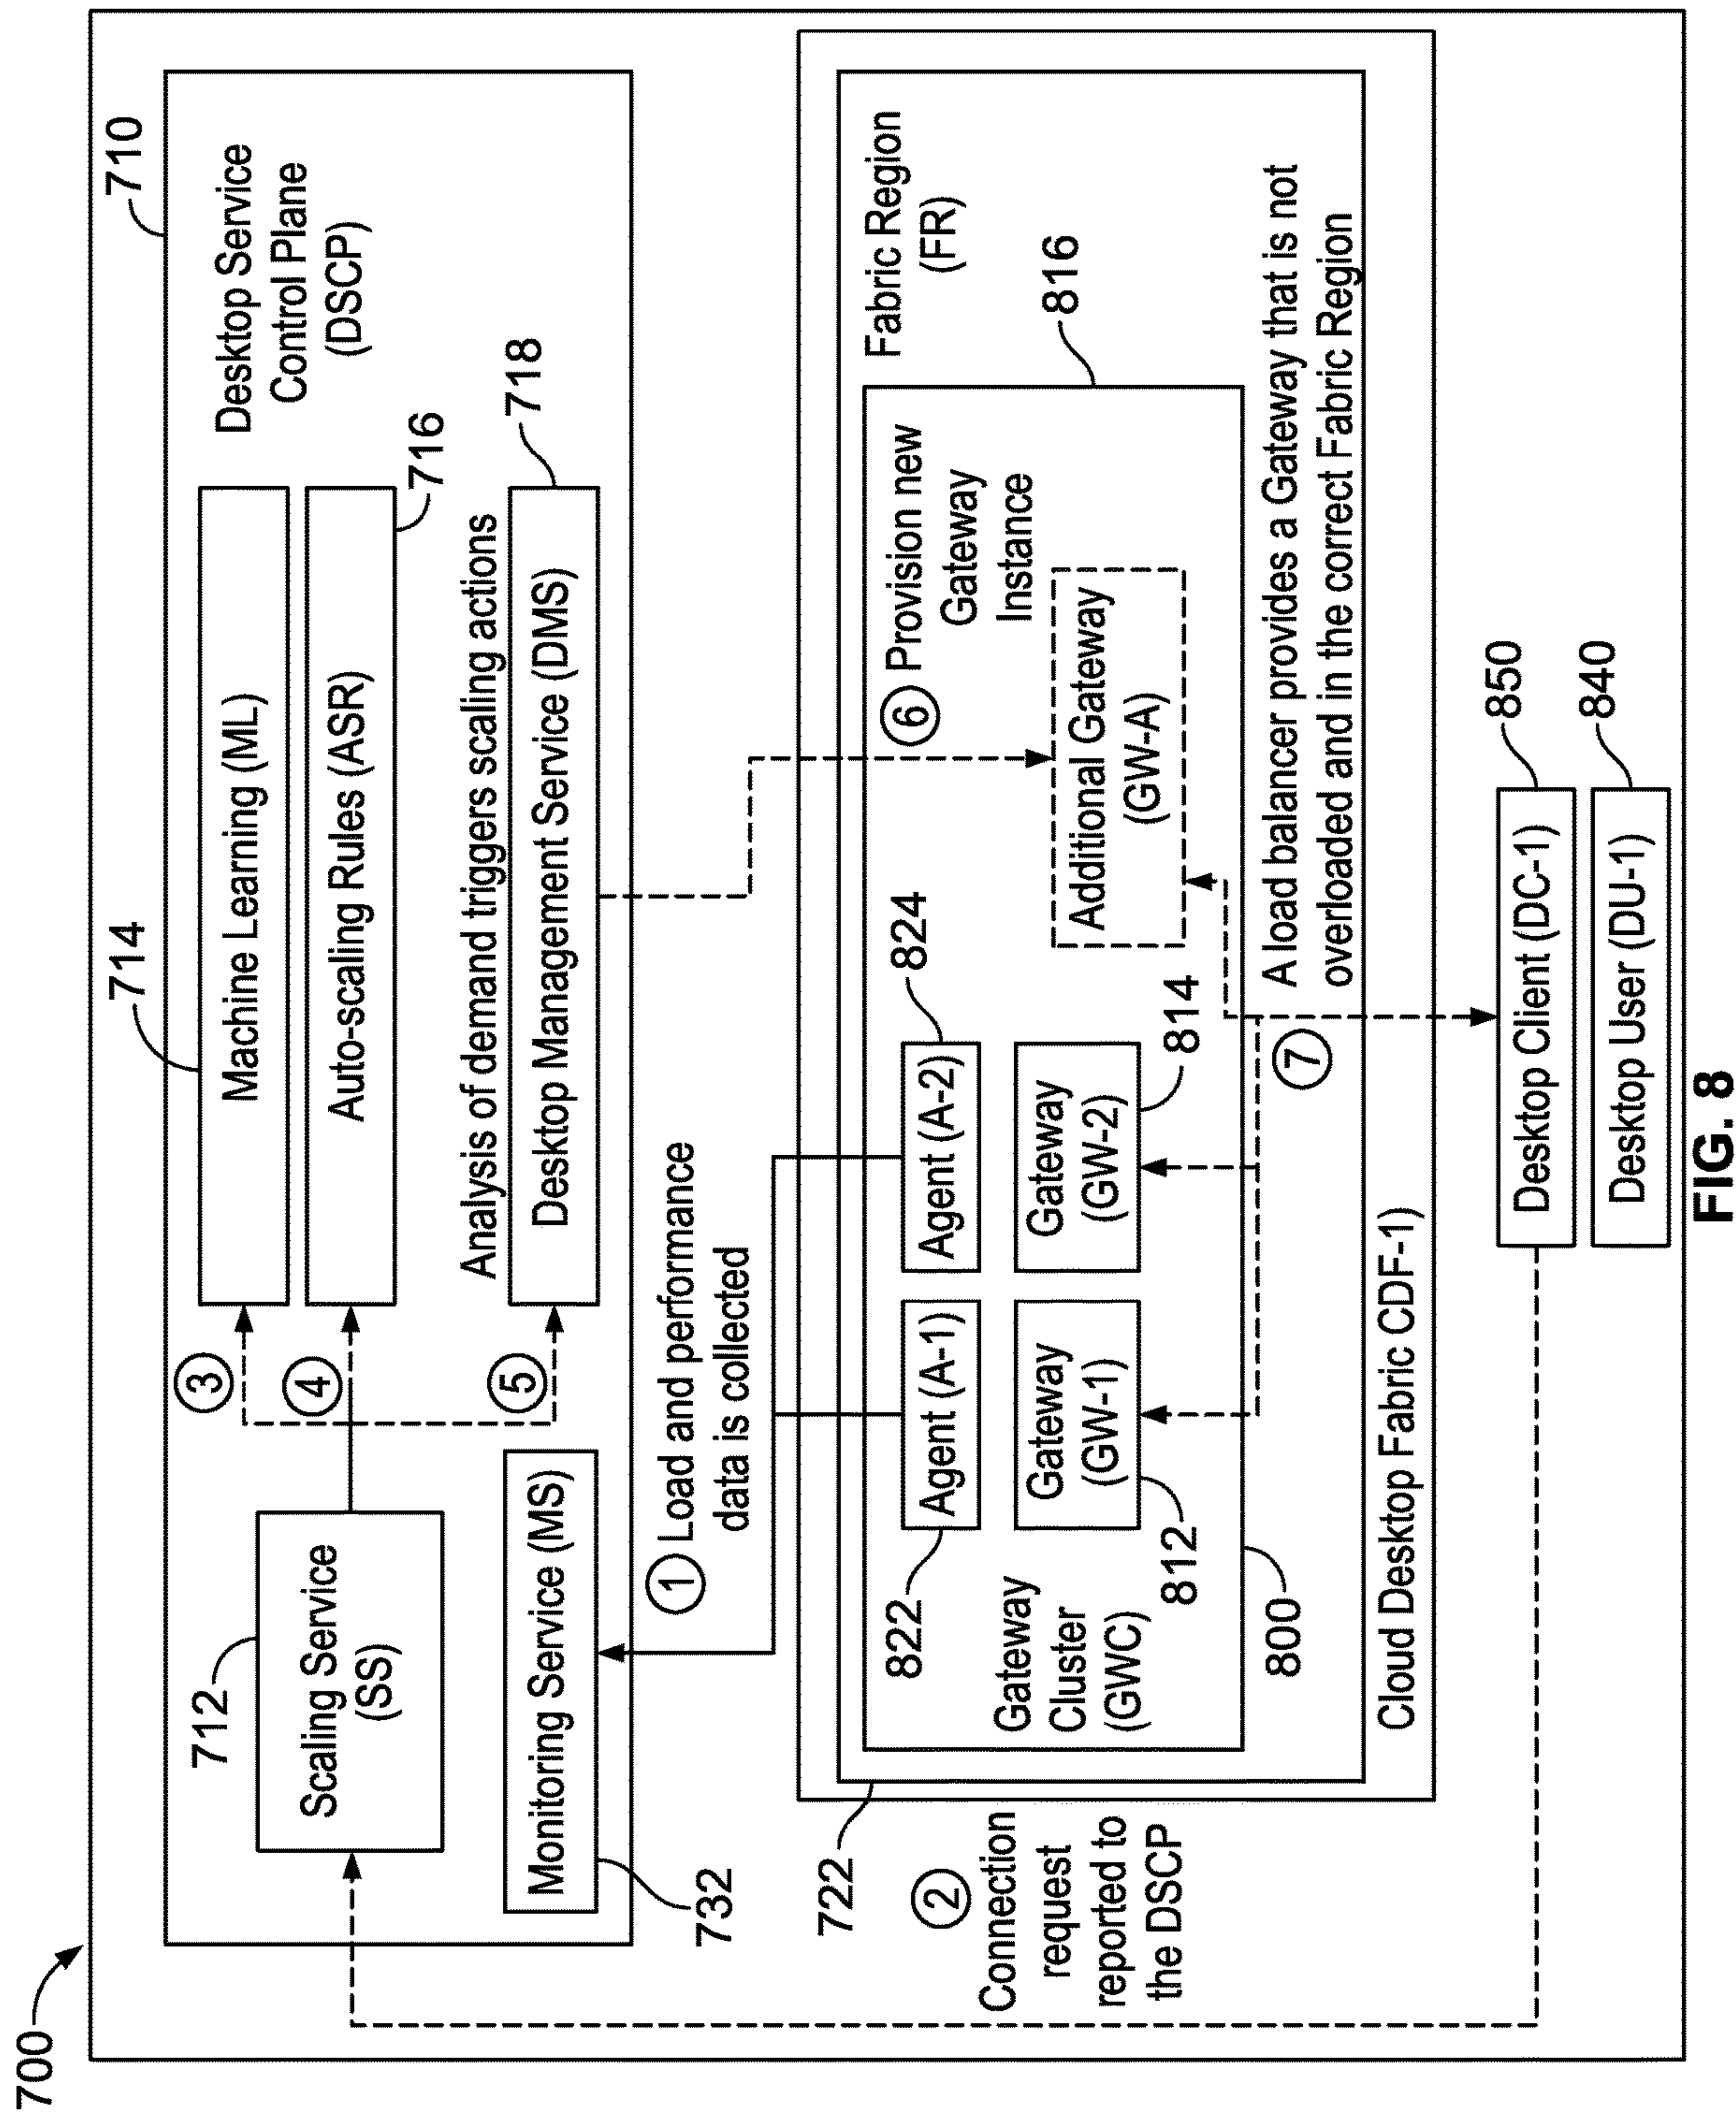 700
710
Desktop Service
Control Plane
(DSCP)
714
Machine Learning (ML)
Auto-scaling Rules (ASR)
716
Analysis of demand triggers scaling actions
718
Desktop Management Service (DMS)
3
4
5
712
Scaling Service
(SS)
Monitoring Service (MS)
732
1
Load and performance
data is collected
2
Connection
request
reported to
the DSCP
722
Fabric Region
(FR)
816
6
Provision new
Gateway
Instance
Additional Gateway
(GW-A)
824
Agent (A-2)
814
Gateway
(GW-2)
822
Agent (A-1)
812
Gateway
(GW-1)
Gateway
Cluster
(GWC)
800
7
A load balancer provides a Gateway that is not
overloaded and in the correct Fabric Region
Cloud Desktop Fabric CDF-1)
850
Desktop Client (DC-1)
840
Desktop User (DU-1)
FIG. 8